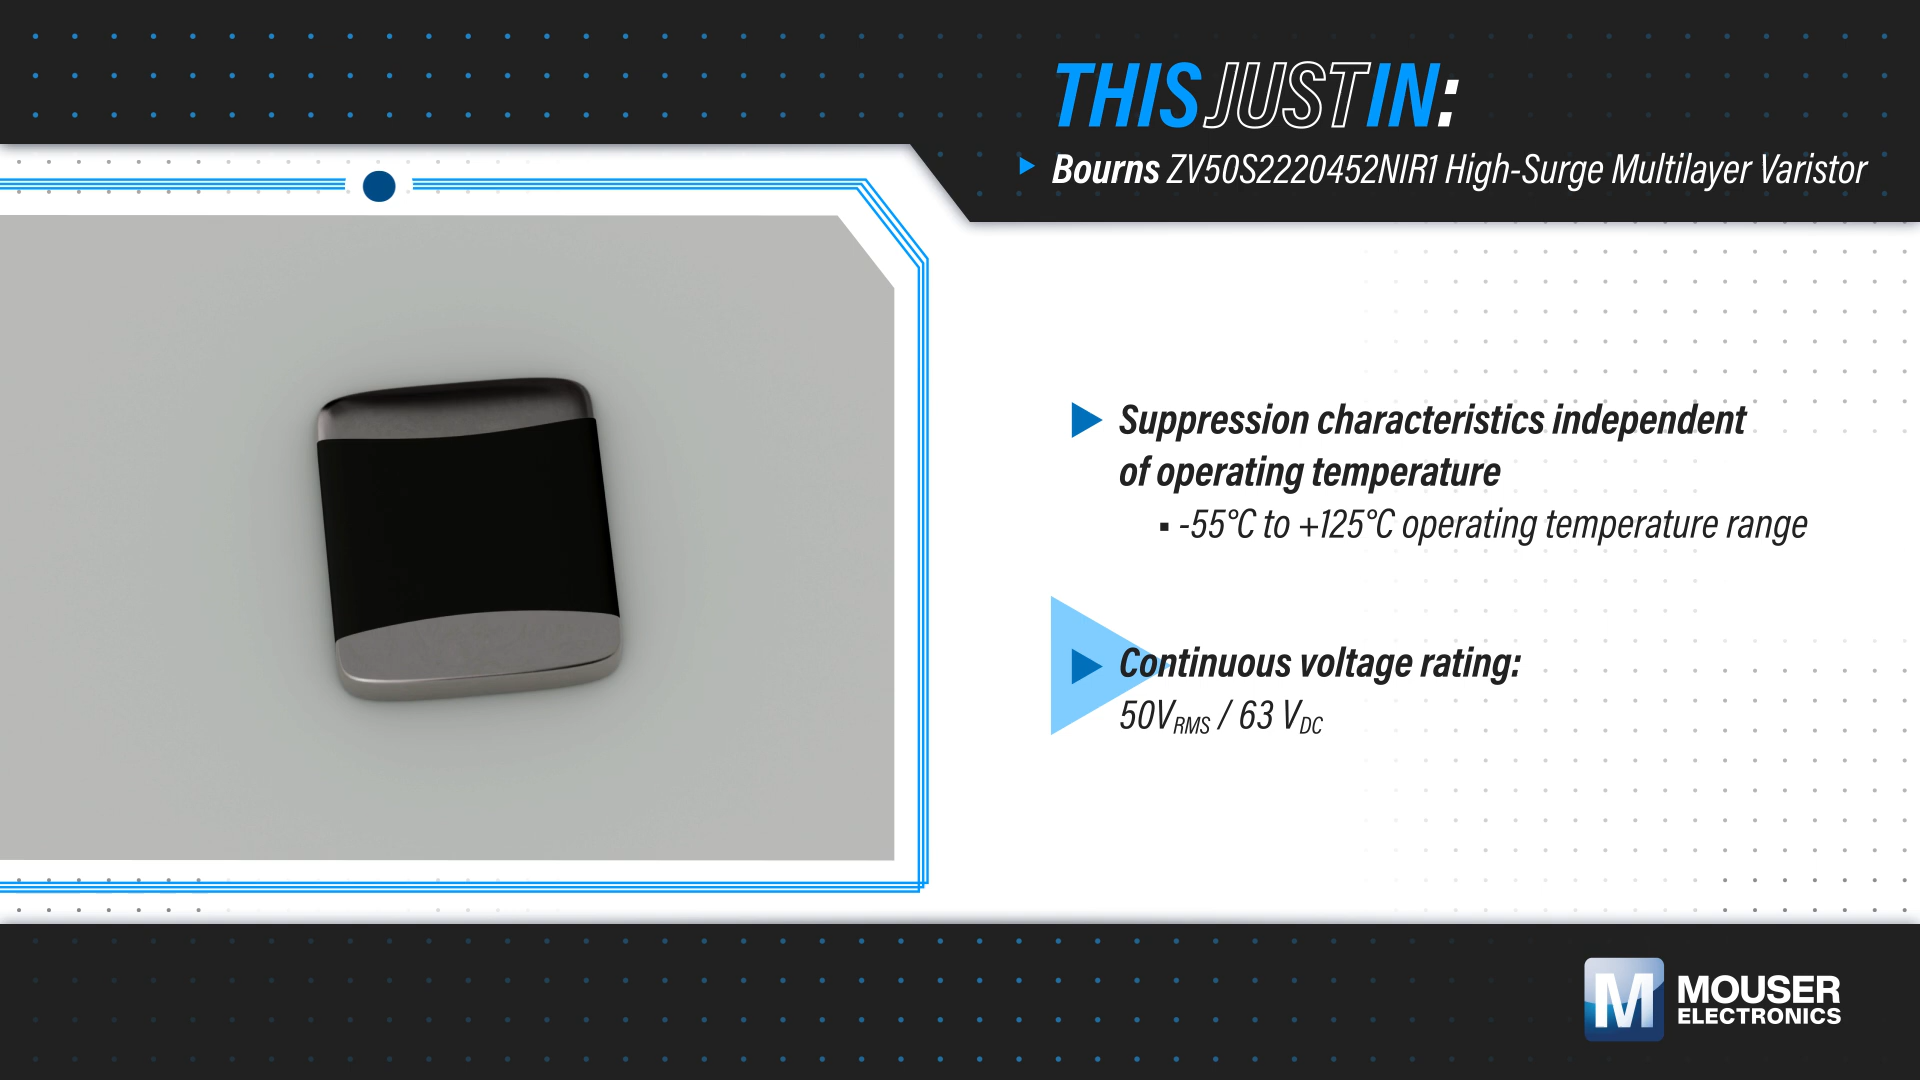 THIS JUST IN:
Bourns ZV50S2220452NIR1 High-Surge Multilayer Varistor
Suppression characteristics independent
of operating temperature
▪ -55°C to +125°C operating temperature range
Continuous voltage rating:
50VRMS / 63 VDC
M MOUSER
ELECTRONICS